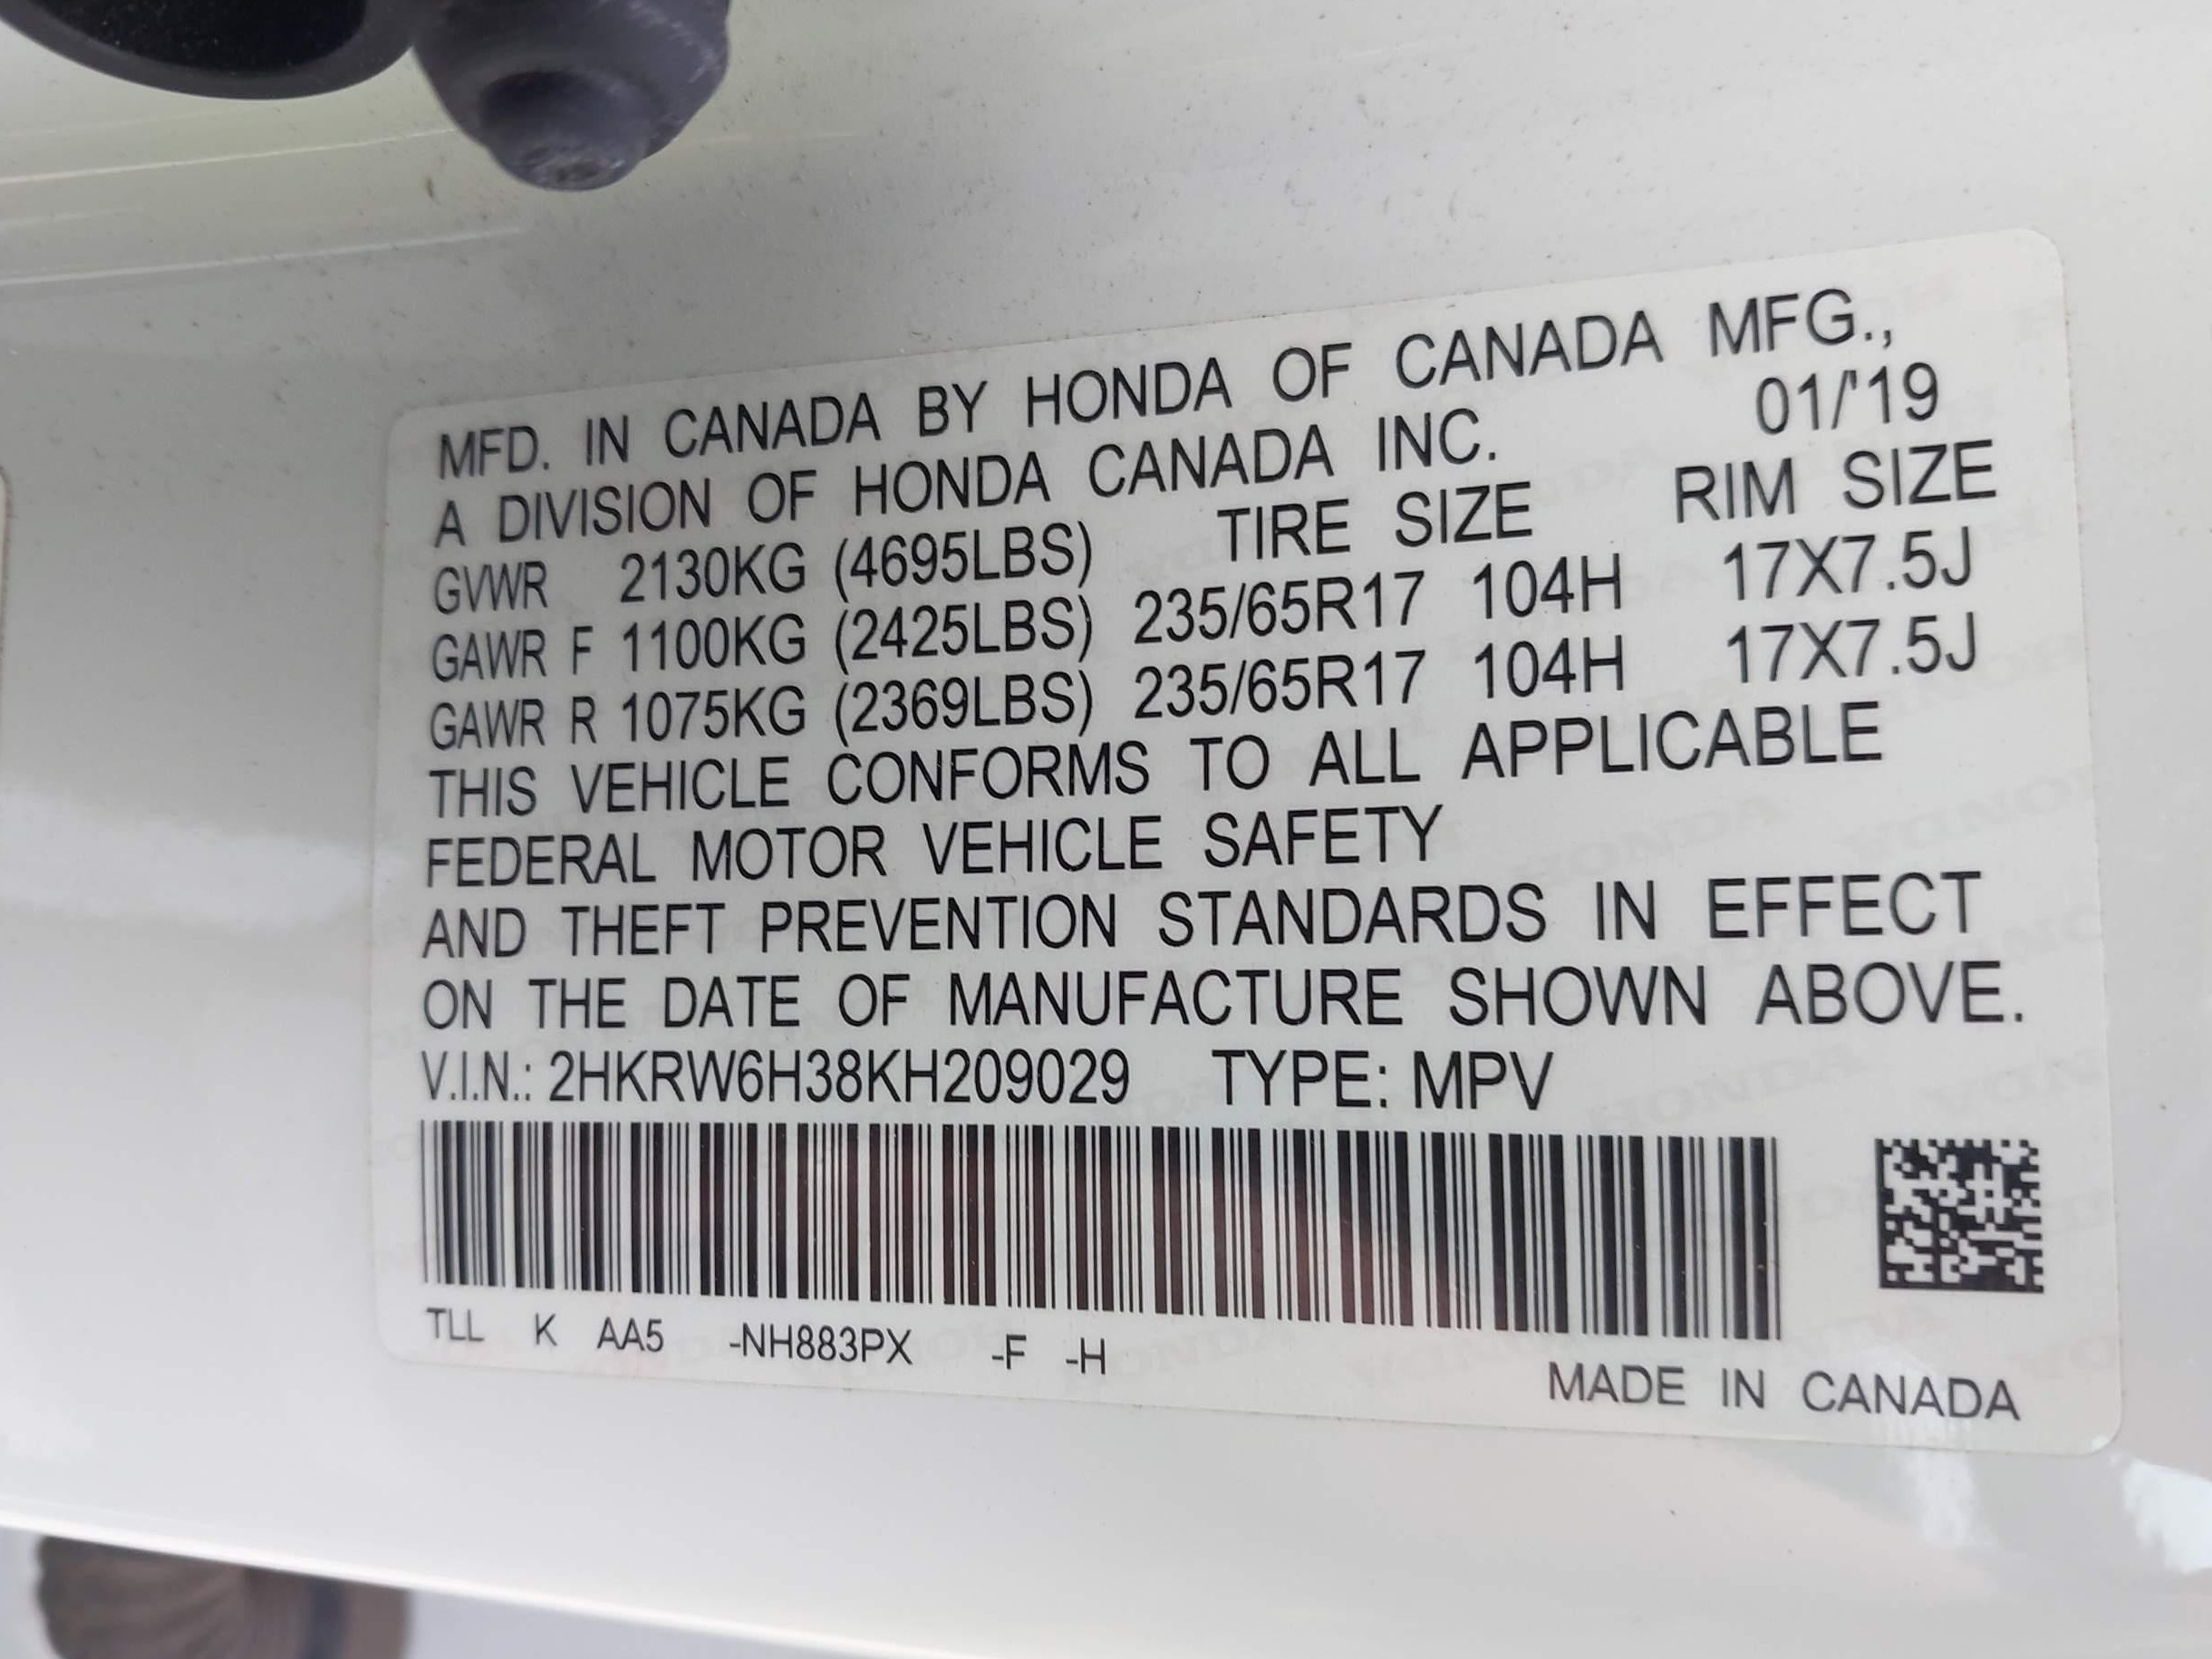 MFD. IN CANADA BY HONDA OF CANADA MFG.,
A DIVISION OF HONDA CANADA INC. 01/'19
GVWR 2130KG (4695LBS) TIRE SIZE RIM SIZE
GAWR F 1100KG (2425LBS) 235/65R17 104H 17X7.5J
GAWR R 1075KG (2369LBS) 235/65R17 104H 17X7.5J
THIS VEHICLE CONFORMS TO ALL APPLICABLE
FEDERAL MOTOR VEHICLE SAFETY
AND THEFT PREVENTION STANDARDS IN EFFECT
ON THE DATE OF MANUFACTURE SHOWN ABOVE.
V.I.N.: 2HKRW6H38KH209029 TYPE: MPV
TLL K AA5 -NH883PX -F -H
MADE IN CANADA